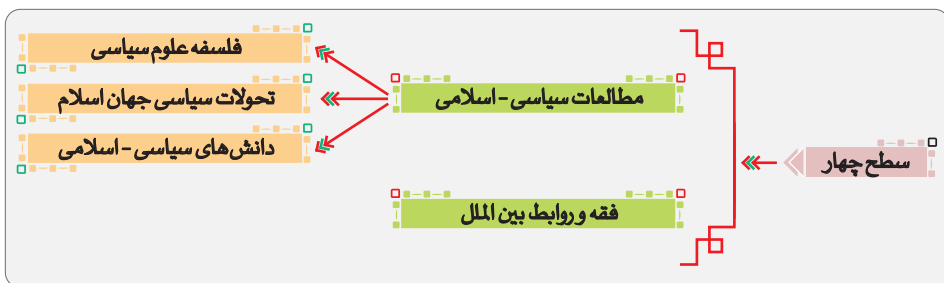 سطح چهار
مطالعات سیاسی - اسلامی
فلسفه علوم سیاسی
تحولات سیاسی جهان اسلام
دانش‌های سیاسی - اسلامی
فقه و روابط بین الملل